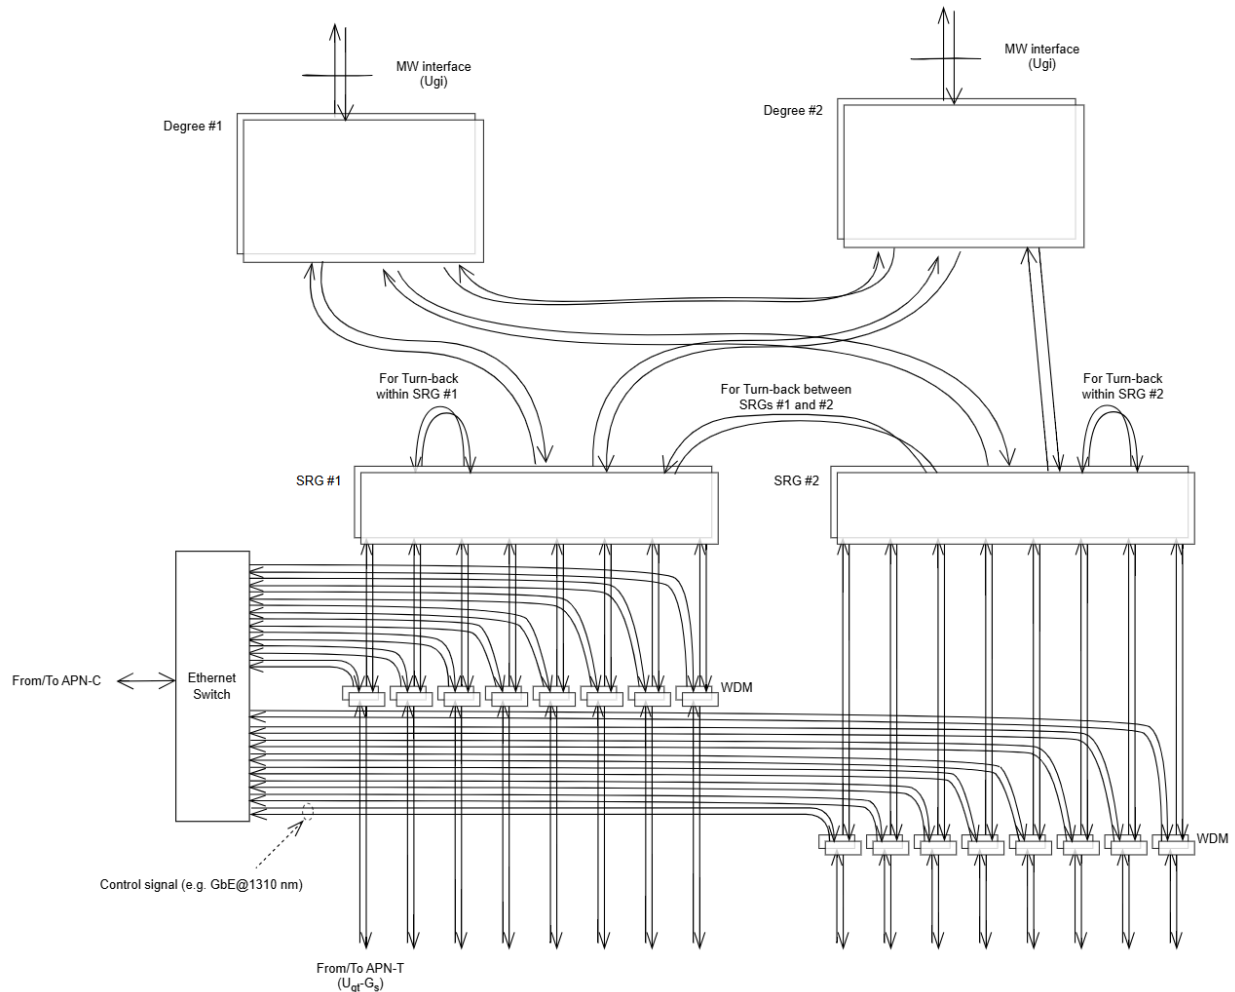 MW interface
(Ugi)
MW interface
(Ugi)
Degree #1
Degree #2
For Turn-back
within SRG #1
For Turn-back between
SRGs #1 and #2
For Turn-back
within SRG #2
SRG #1
SRG #2
From/To APN-C
Ethernet
Switch
WDM
WDM
Control signal (e.g. GbE@1310 nm)
From/To APN-T
(Uqt-Gs)